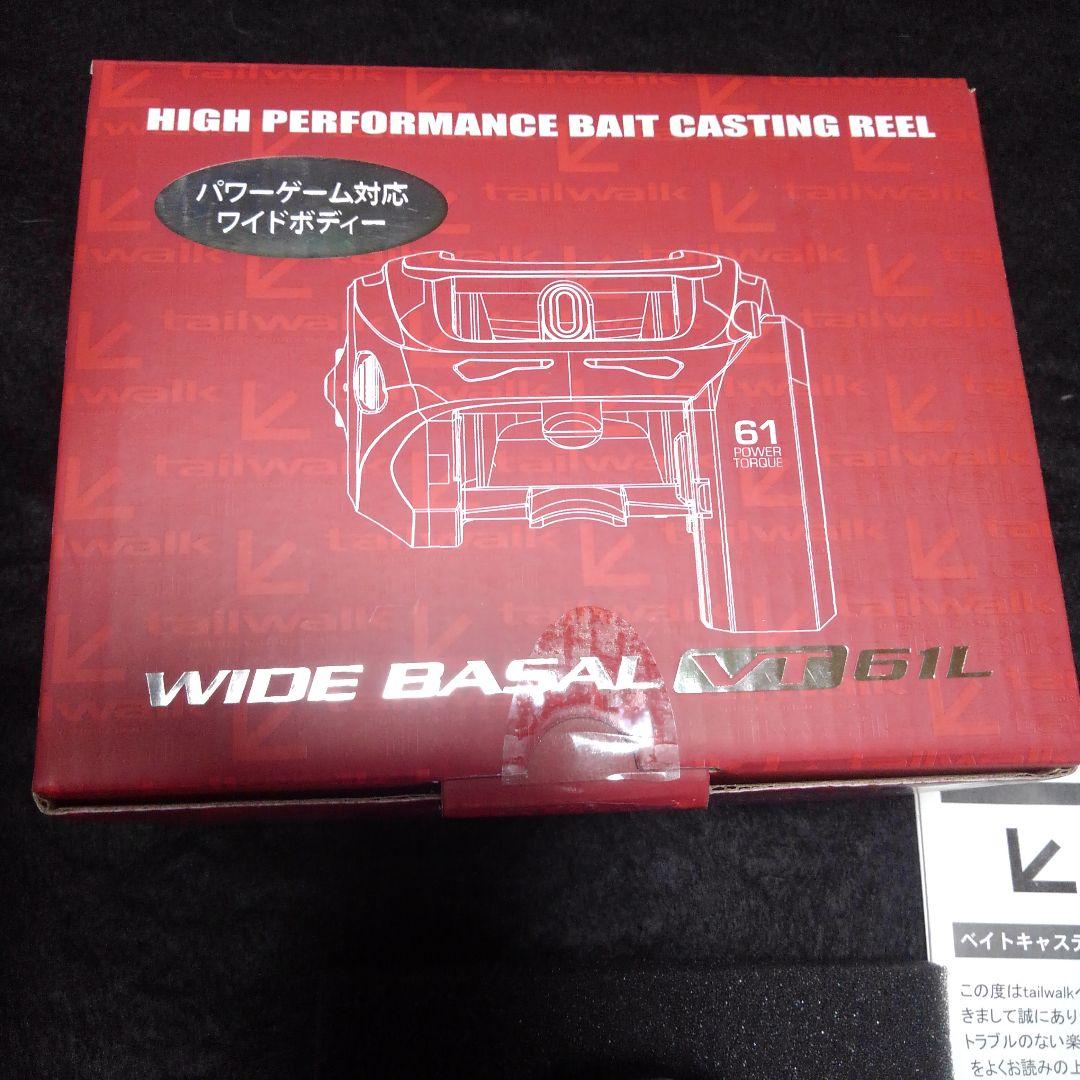 HIGH PERFORMANCE BAIT CASTING REEL
パワーゲーム対応
ワイドボディー
tailwalk
61
POWER
TORQUE
WIDE BASAL VT 61L
ベイトキャステ
この度はtailwalk
きまして誠にあり
トラブルのない楽
をよくお読みの上